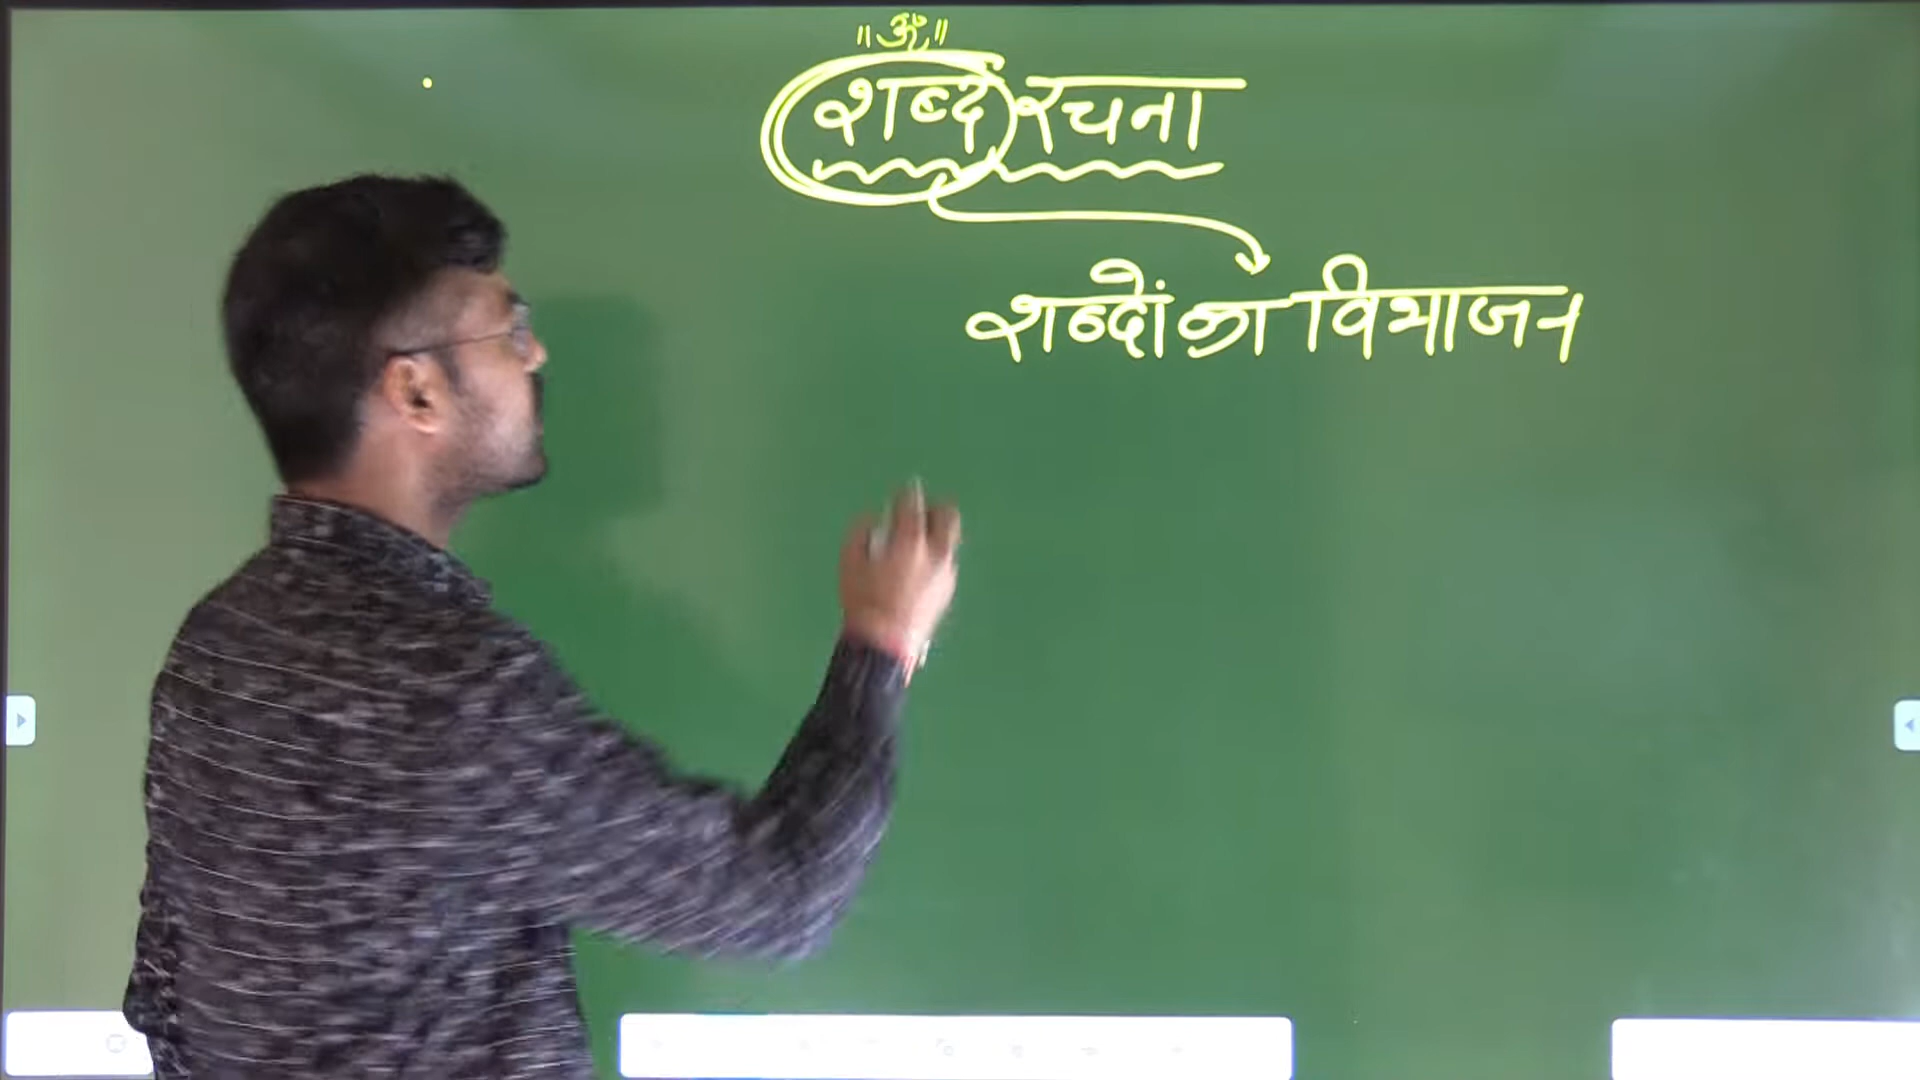 ॥ ॐ ॥
शब्द रचना
शब्दों का विभाजन